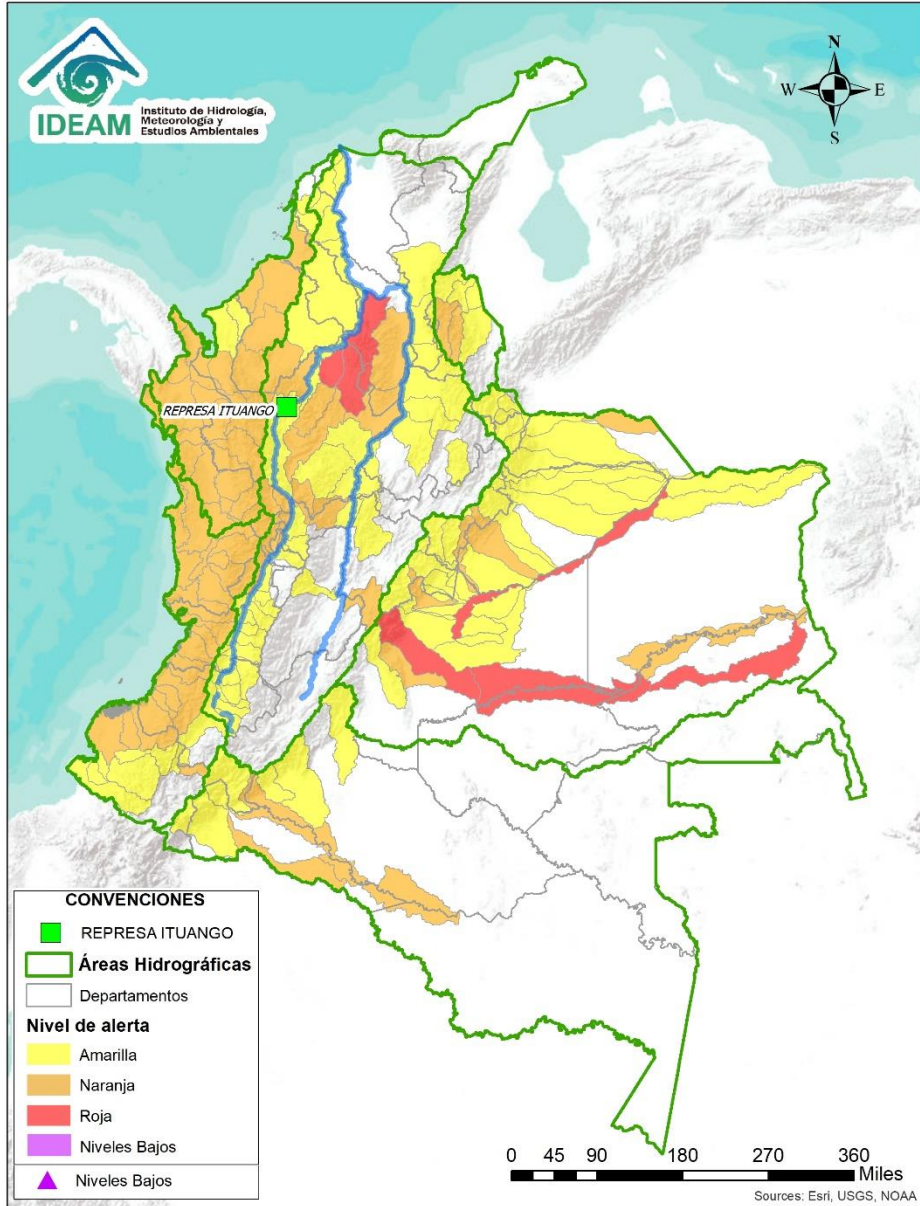 IDEAM
Instituto de Hidrología,
Meteorología y
Estudios Ambientales
N
W
E
S
REPRESA ITUANGO
CONVENCIONES
REPRESA ITUANGO
Áreas Hidrográficas
Departamentos
Nivel de alerta
Amarilla
Naranja
Roja
Niveles Bajos
Niveles Bajos
0 45 90 180 270 360
Miles
Sources: Esri, USGS, NOAA